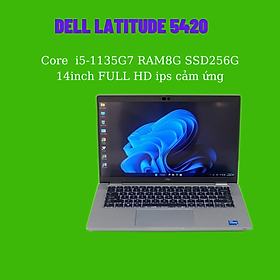 DELL LATITUDE 5420
Core i5-1135G7 RAM8G SSD256G
14inch FULL HD ips cảm ứng